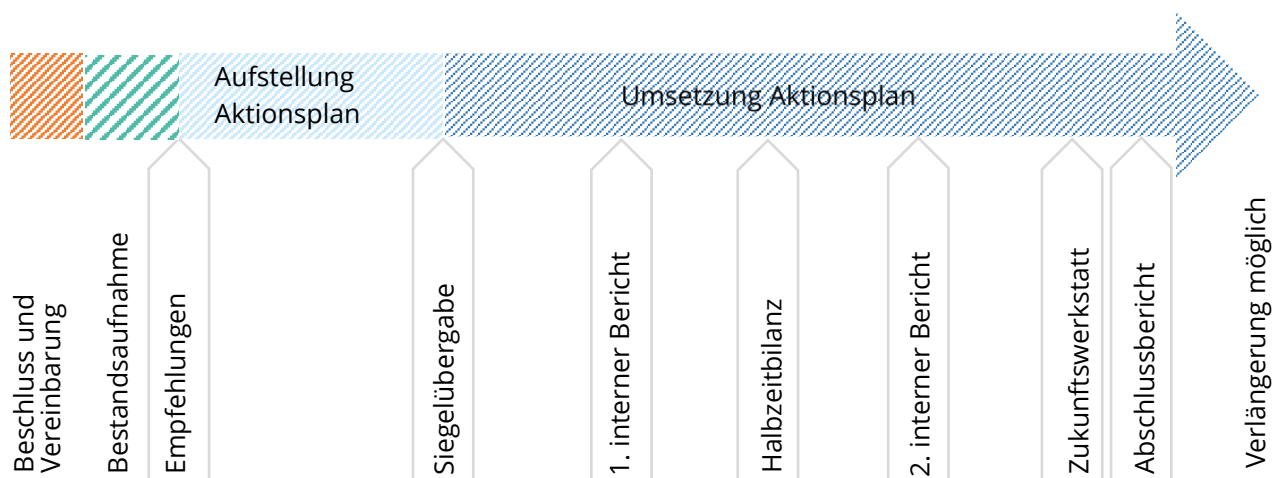 Aufstellung
Aktionsplan
Umsetzung Aktionsplan
Beschluss und
Vereinbarung
Bestandsaufnahme
Empfehlungen
Siegelübergabe
1. interner Bericht
Halbzeitbilanz
2. interner Bericht
Zukunftswerkstatt
Abschlussbericht
Verlängerung möglich